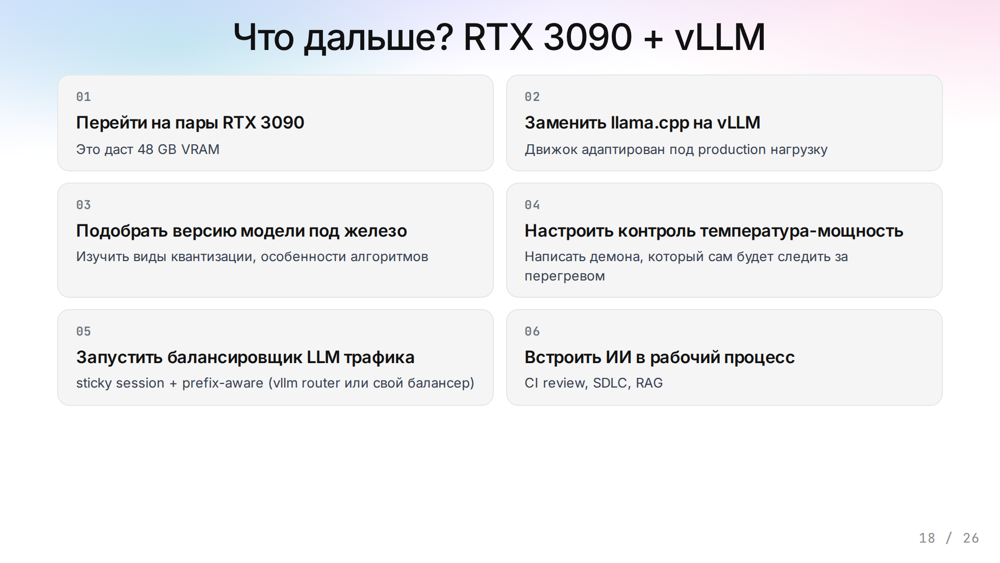 Что дальше? RTX 3090 + vLLM
01
Перейти на пары RTX 3090
Это даст 48 GB VRAM
02
Заменить llama.cpp на vLLM
Движок адаптирован под production нагрузку
03
Подобрать версию модели под железо
Изучить виды квантизации, особенности алгоритмов
04
Настроить контроль температура-мощность
Написать демона, который сам будет следить за
перегревом
05
Запустить балансировщик LLM трафика
sticky session + prefix-aware (vllm router или свой балансер)
06
Встроить ИИ в рабочий процесс
CI review, SDLC, RAG
18 / 26